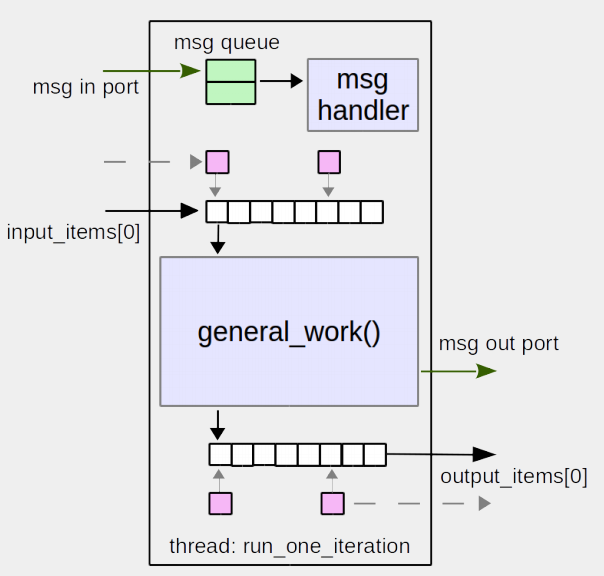 msg queue
msg in port
msg
handler
input_items[0]
general_work()
msg out port
output_items[0]
thread: run_one_iteration